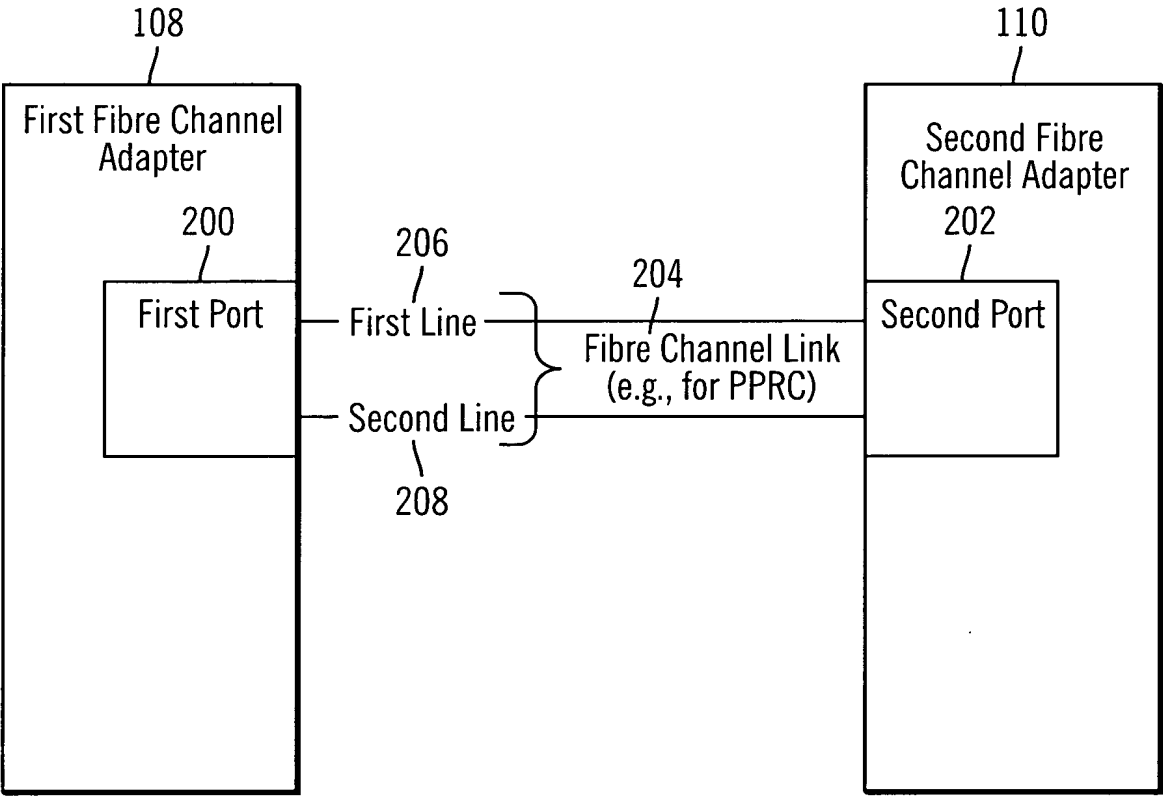 108
110
First Fibre Channel
Adapter
Second Fibre
Channel Adapter
200
206
204
202
First Port
First Line
Second Port
Fibre Channel Link
(e.g., for PPRC)
Second Line
208